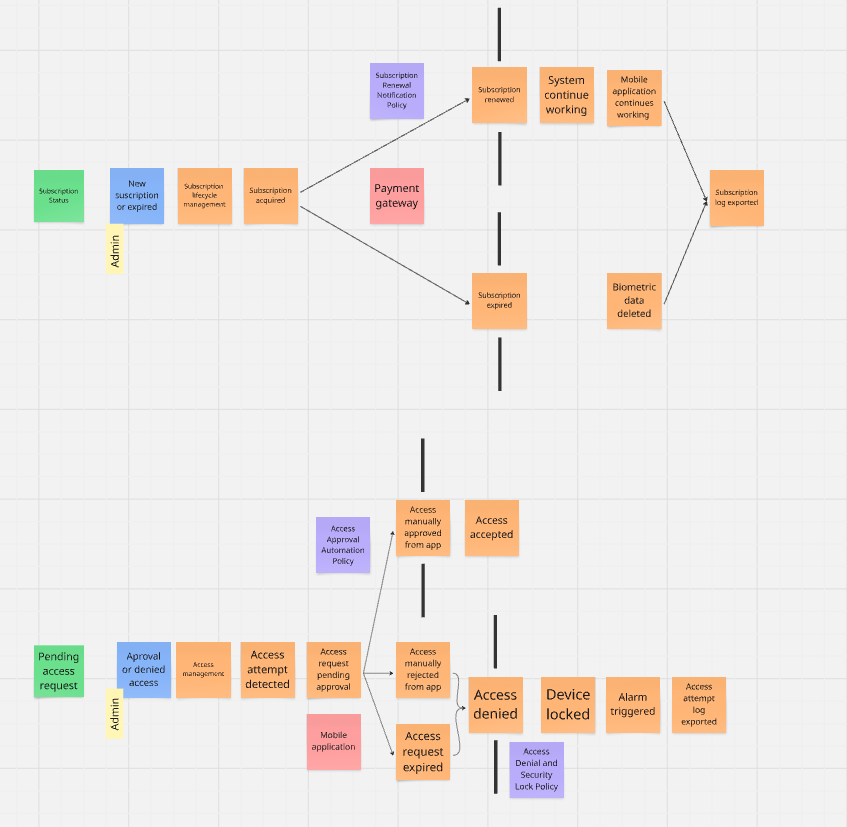 Subscription
Renewal
Notification
Policy
Subscription
renewed
System
continue
working
Mobile
application
continues
working
Subscription
Status
New
suscription
or expired
Admin
Subscription
lifecycle
management
Subscription
acquired
Payment
gateway
Subscription
log exported
Subscription
expired
Biometric
data
deleted
Access
Approval
Automation
Policy
Access
manually
approved
from app
Access
accepted
Pending
access
request
Aproval
or denied
access
Admin
Access
management
Access
attempt
detected
Access
request
pending
approval
Mobile
application
Access
manually
rejected
from app
Access
request
expired
Access
denied
Device
locked
Alarm
triggered
Access
attempt
log
exported
Access
Denial and
Security
Lock Policy